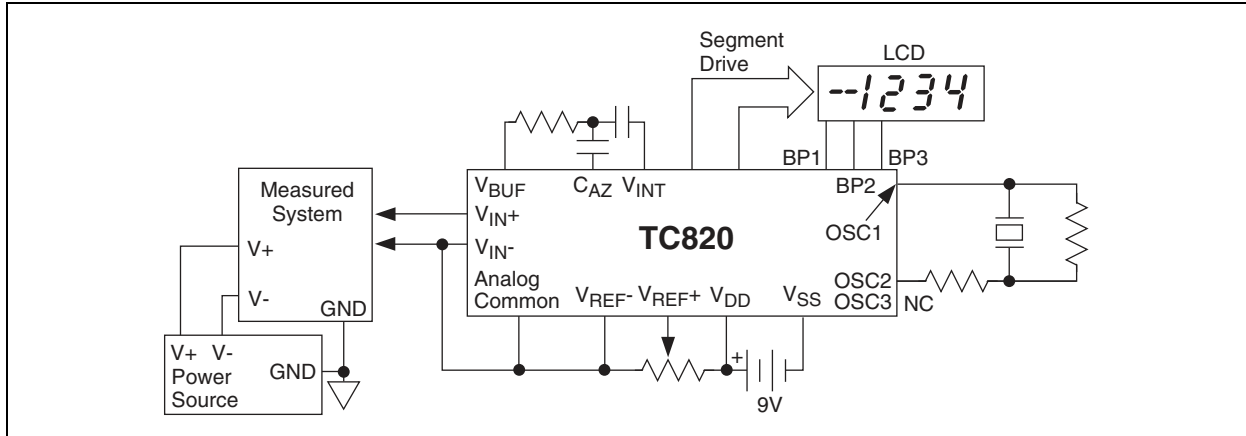 Segment
Drive
LCD
--1234
BP1
BP3
Measured
System
V+
V-
GND
V+ V-
Power
Source
GND
VBUF
CAZ
VINT
BP2
VIN+
VIN-
OSC1
TC820
Analog
Common
VREF-
VREF+
VDD
VSS
OSC2
OSC3
NC
+
9V